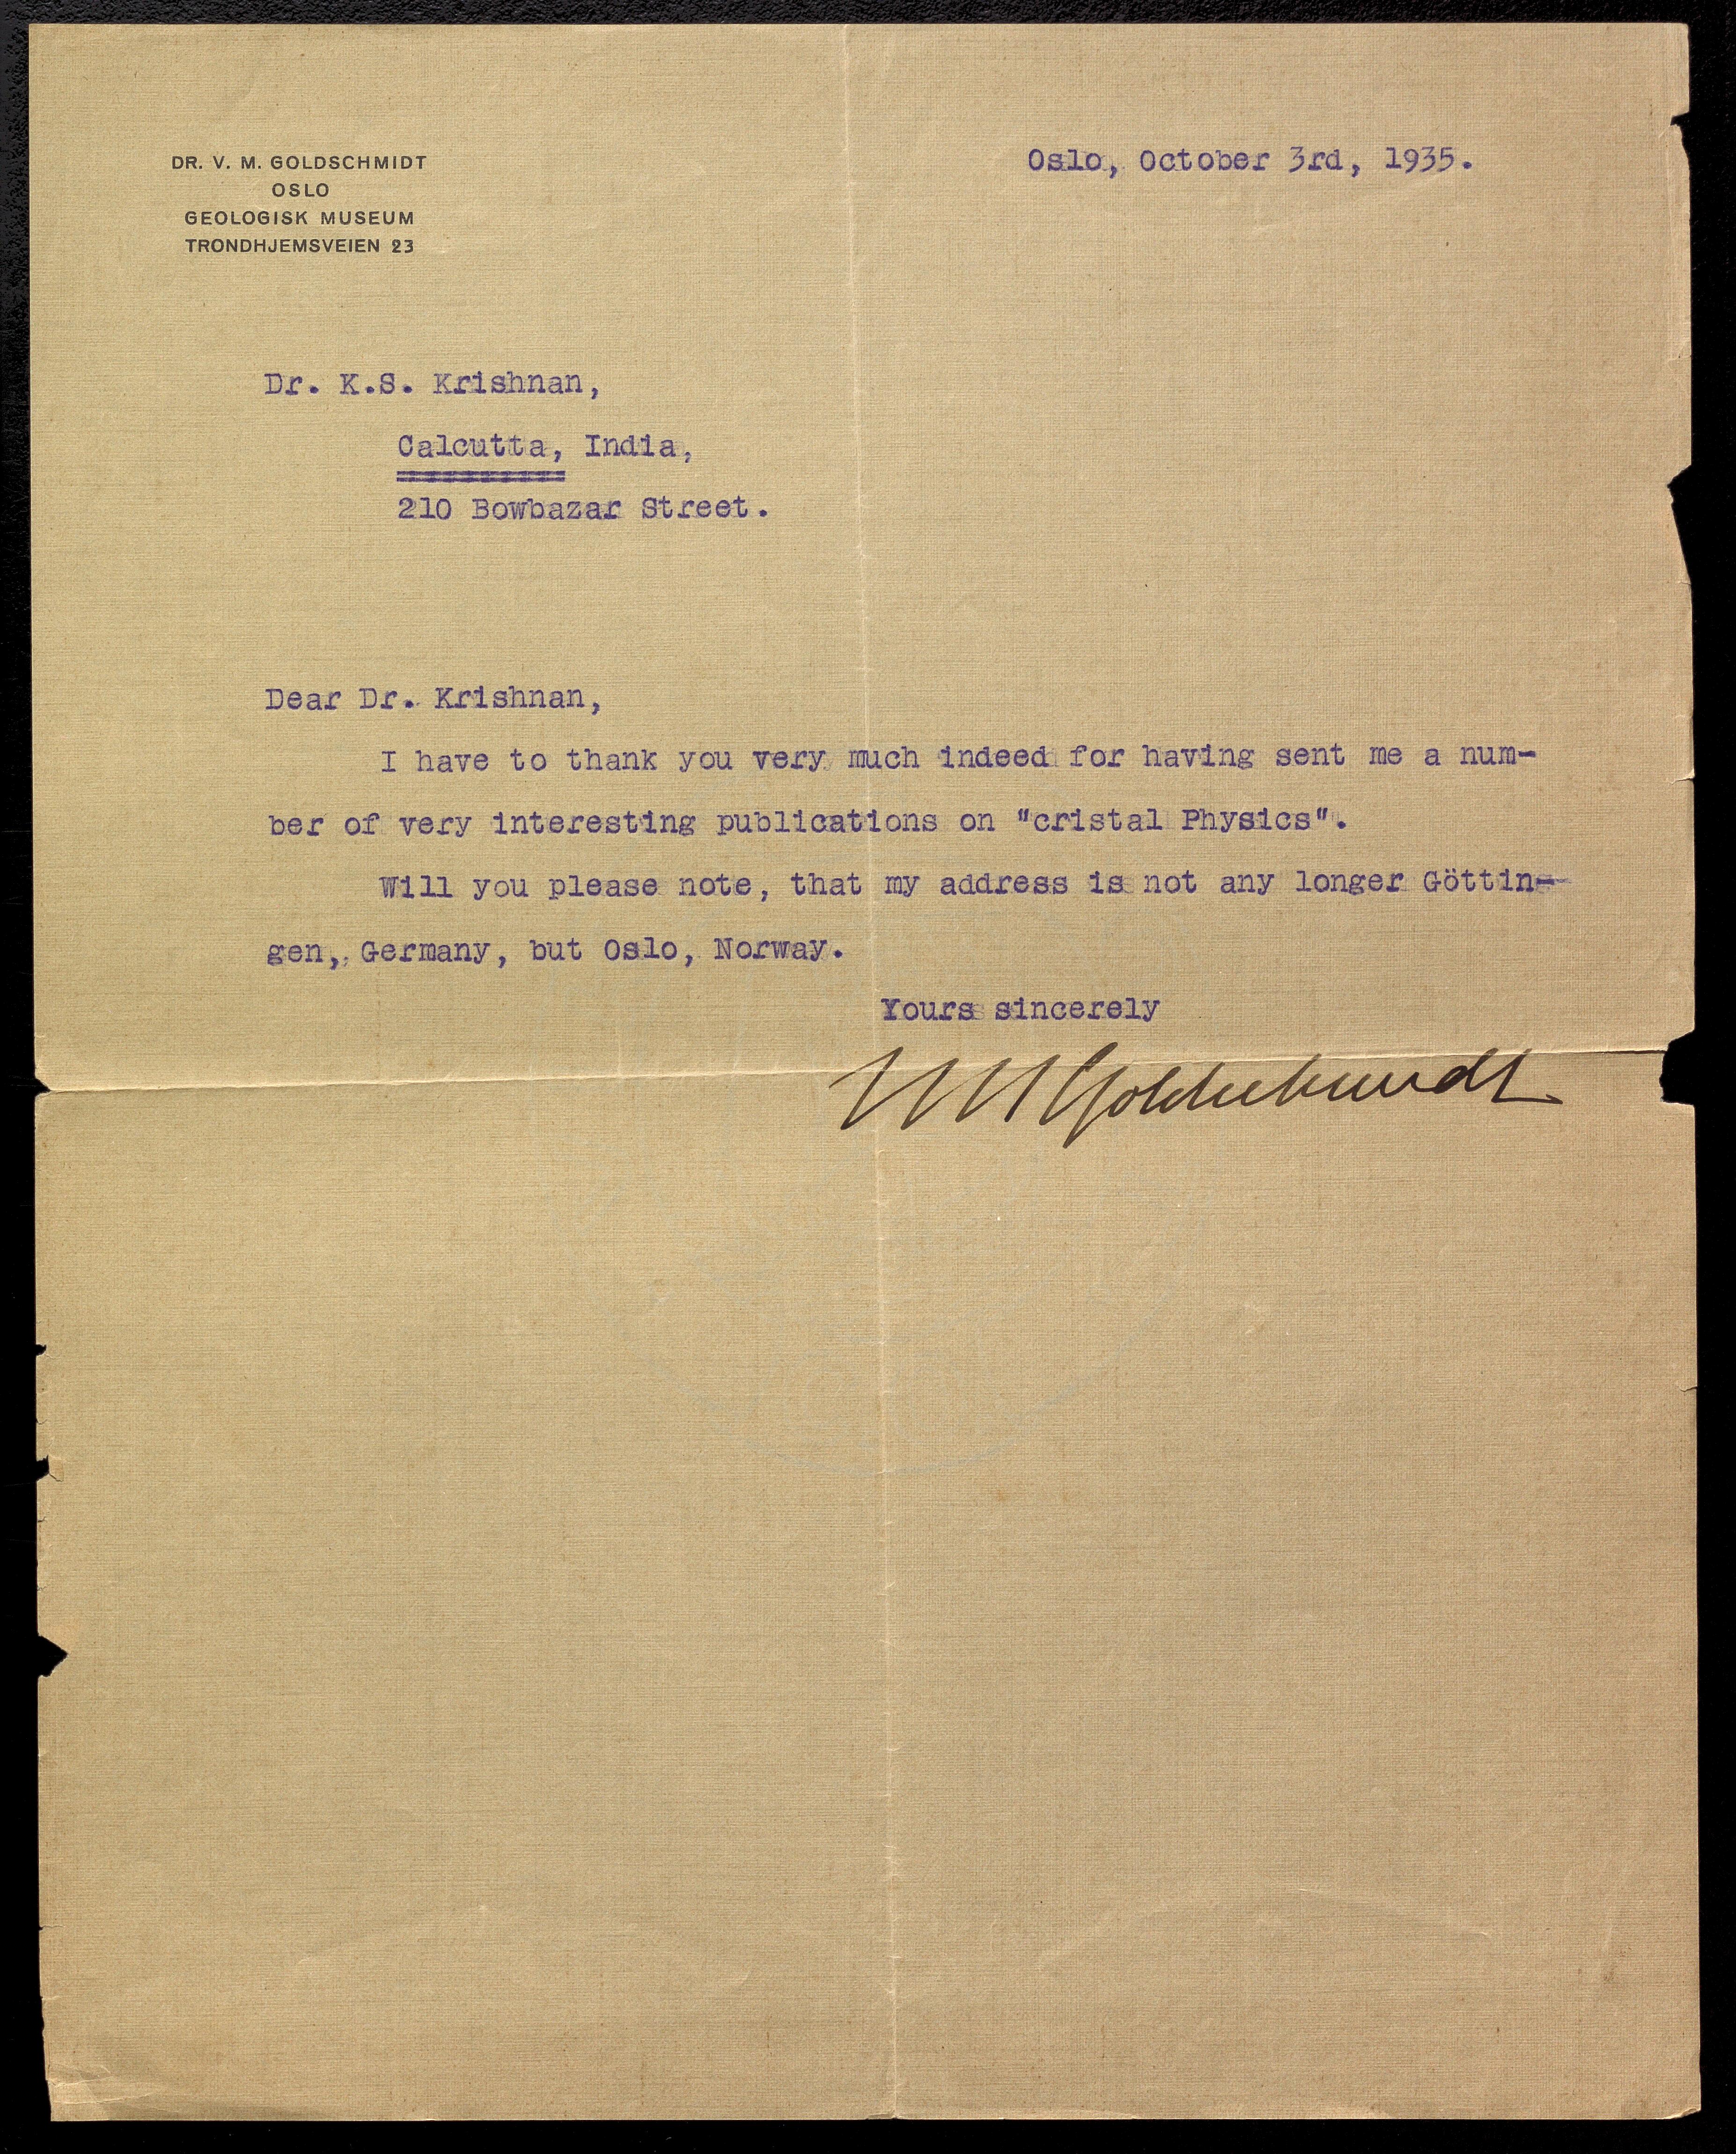 DR. V. M. GOLDSCHMIDT
OSLO
GEOLOGISK MUSEUM
TRONDHJEMSVEIEN 23
Oslo, October 3rd, 1935.
Dr. K.S. Krishnan,
Calcutta, India,
210 Bowbazar Street.
Dear Dr. Krishnan,
I have to thank you very much indeed for having sent me a num-
ber of very interesting publications on "cristal Physics".
Will you please note, that my address is not any longer Göttin-
gen, Germany, but Oslo, Norway.
Yours sincerely
VM Goldschmidt